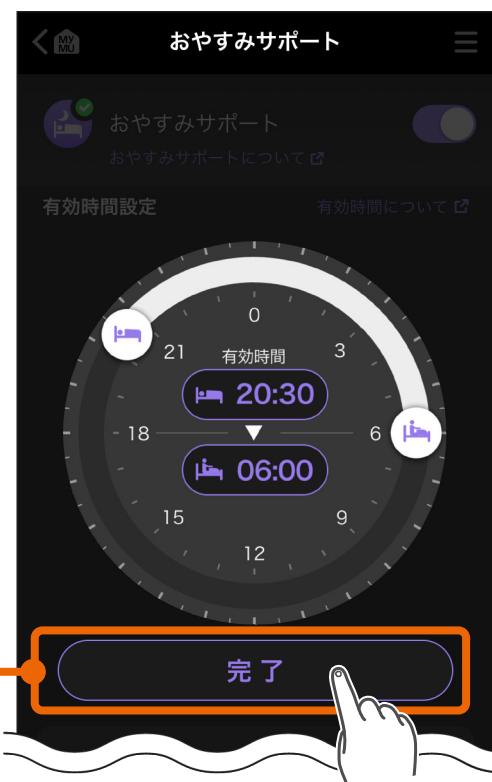 MY
MU
おやすみサポート
おやすみサポート
おやすみサポートについて
有効時間設定 有効時間について
0
21 有効時間 3
20:30
18 6
06:00
15 9
12
完了